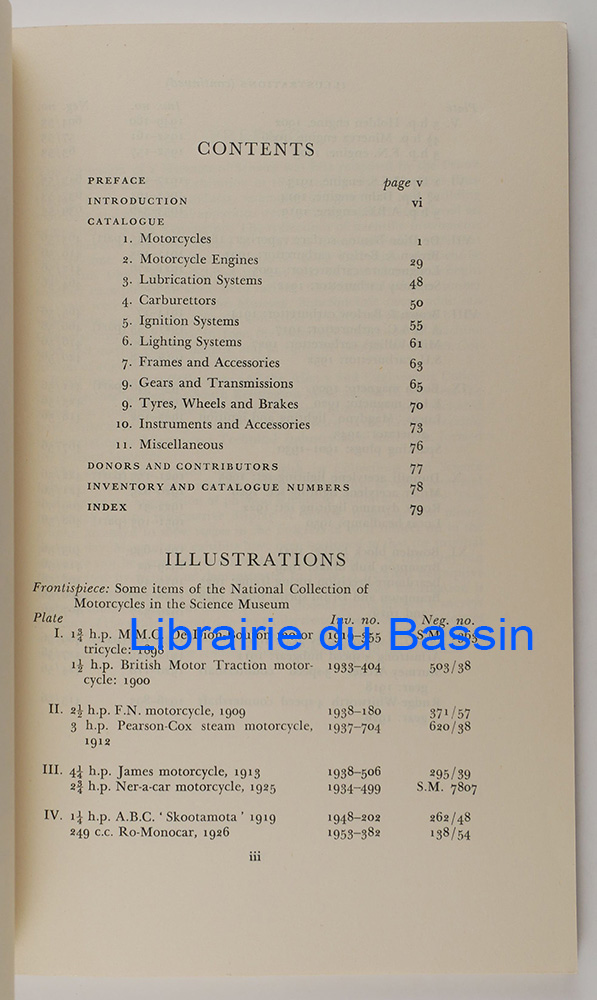 CONTENTS
PREFACE page v
INTRODUCTION vi
CATALOGUE
1. Motorcycles 1
2. Motorcycle Engines 29
3. Lubrication Systems 48
4. Carburettors 50
5. Ignition Systems 55
6. Lighting Systems 61
7. Frames and Accessories 63
9. Gears and Transmissions 65
9. Tyres, Wheels and Brakes 70
10. Instruments and Accessories 73
11. Miscellaneous 76
DONORS AND CONTRIBUTORS 77
INVENTORY AND CATALOGUE NUMBERS 78
INDEX 79
ILLUSTRATIONS
Frontispiece: Some items of the National Collection of
Motorcycles in the Science Museum
Plate Inv. no. Neg. no.
I. 1¾ h.p. M.M.C. De Dion-Bouton motor
tricycle: 1898
Librairie du Bassin
1½ h.p. British Motor Traction motor- 1933–404 503/38
cycle: 1900
II. 2½ h.p. F.N. motorcycle, 1909 1938–180 371/57
3 h.p. Pearson-Cox steam motorcycle, 1937–704 620/38
1912
III. 4¼ h.p. James motorcycle, 1913 1938–506 295/39
2¾ h.p. Ner-a-car motorcycle, 1925 1934–499 S.M. 7807
IV. 1¼ h.p. A.B.C. ‘Skootamota’ 1919 1948–202 262/48
249 c.c. Ro-Monocar, 1926 1953–382 138/54
iii